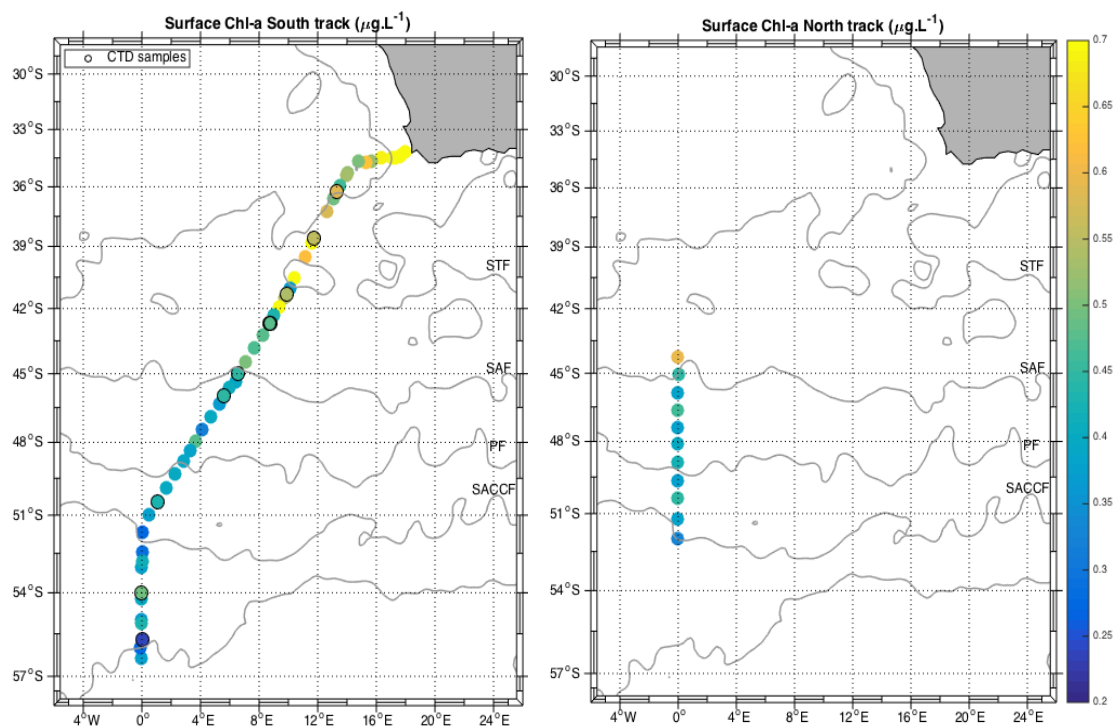 Surface Chl-a South track (μg.L⁻¹)
CTD samples
30°S
33°S
36°S
39°S
42°S
45°S
48°S
51°S
54°S
57°S
STF
SAF
PF
SACCF
4°W
0°
4°E
8°E
12°E
16°E
20°E
24°E
Surface Chl-a North track (μg.L⁻¹)
30°S
33°S
36°S
39°S
42°S
45°S
48°S
51°S
54°S
57°S
STF
SAF
PF
SACCF
4°W
0°
4°E
8°E
12°E
16°E
20°E
24°E
0.7
0.65
0.6
0.55
0.5
0.45
0.4
0.35
0.3
0.25
0.2